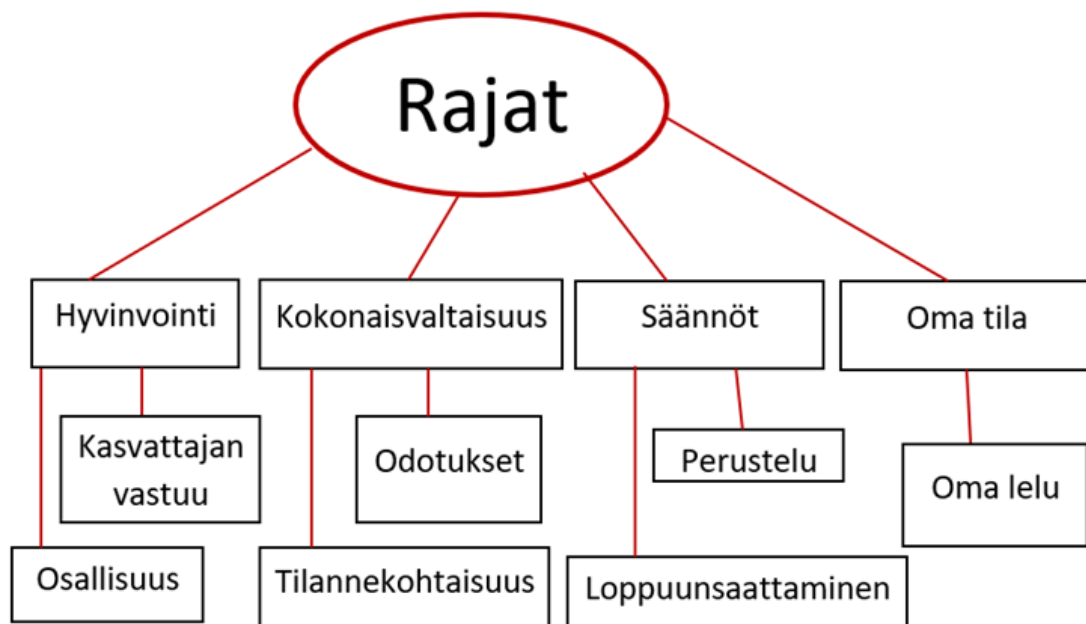 Rajat
Hyvinvointi
Kokonaisvaltaisuus
Säännöt
Oma tila
Kasvattajan
vastuu
Odotukset
Perustelu
Oma lelu
Osallisuus
Tilannekohtaisuus
Loppuunsaattaminen